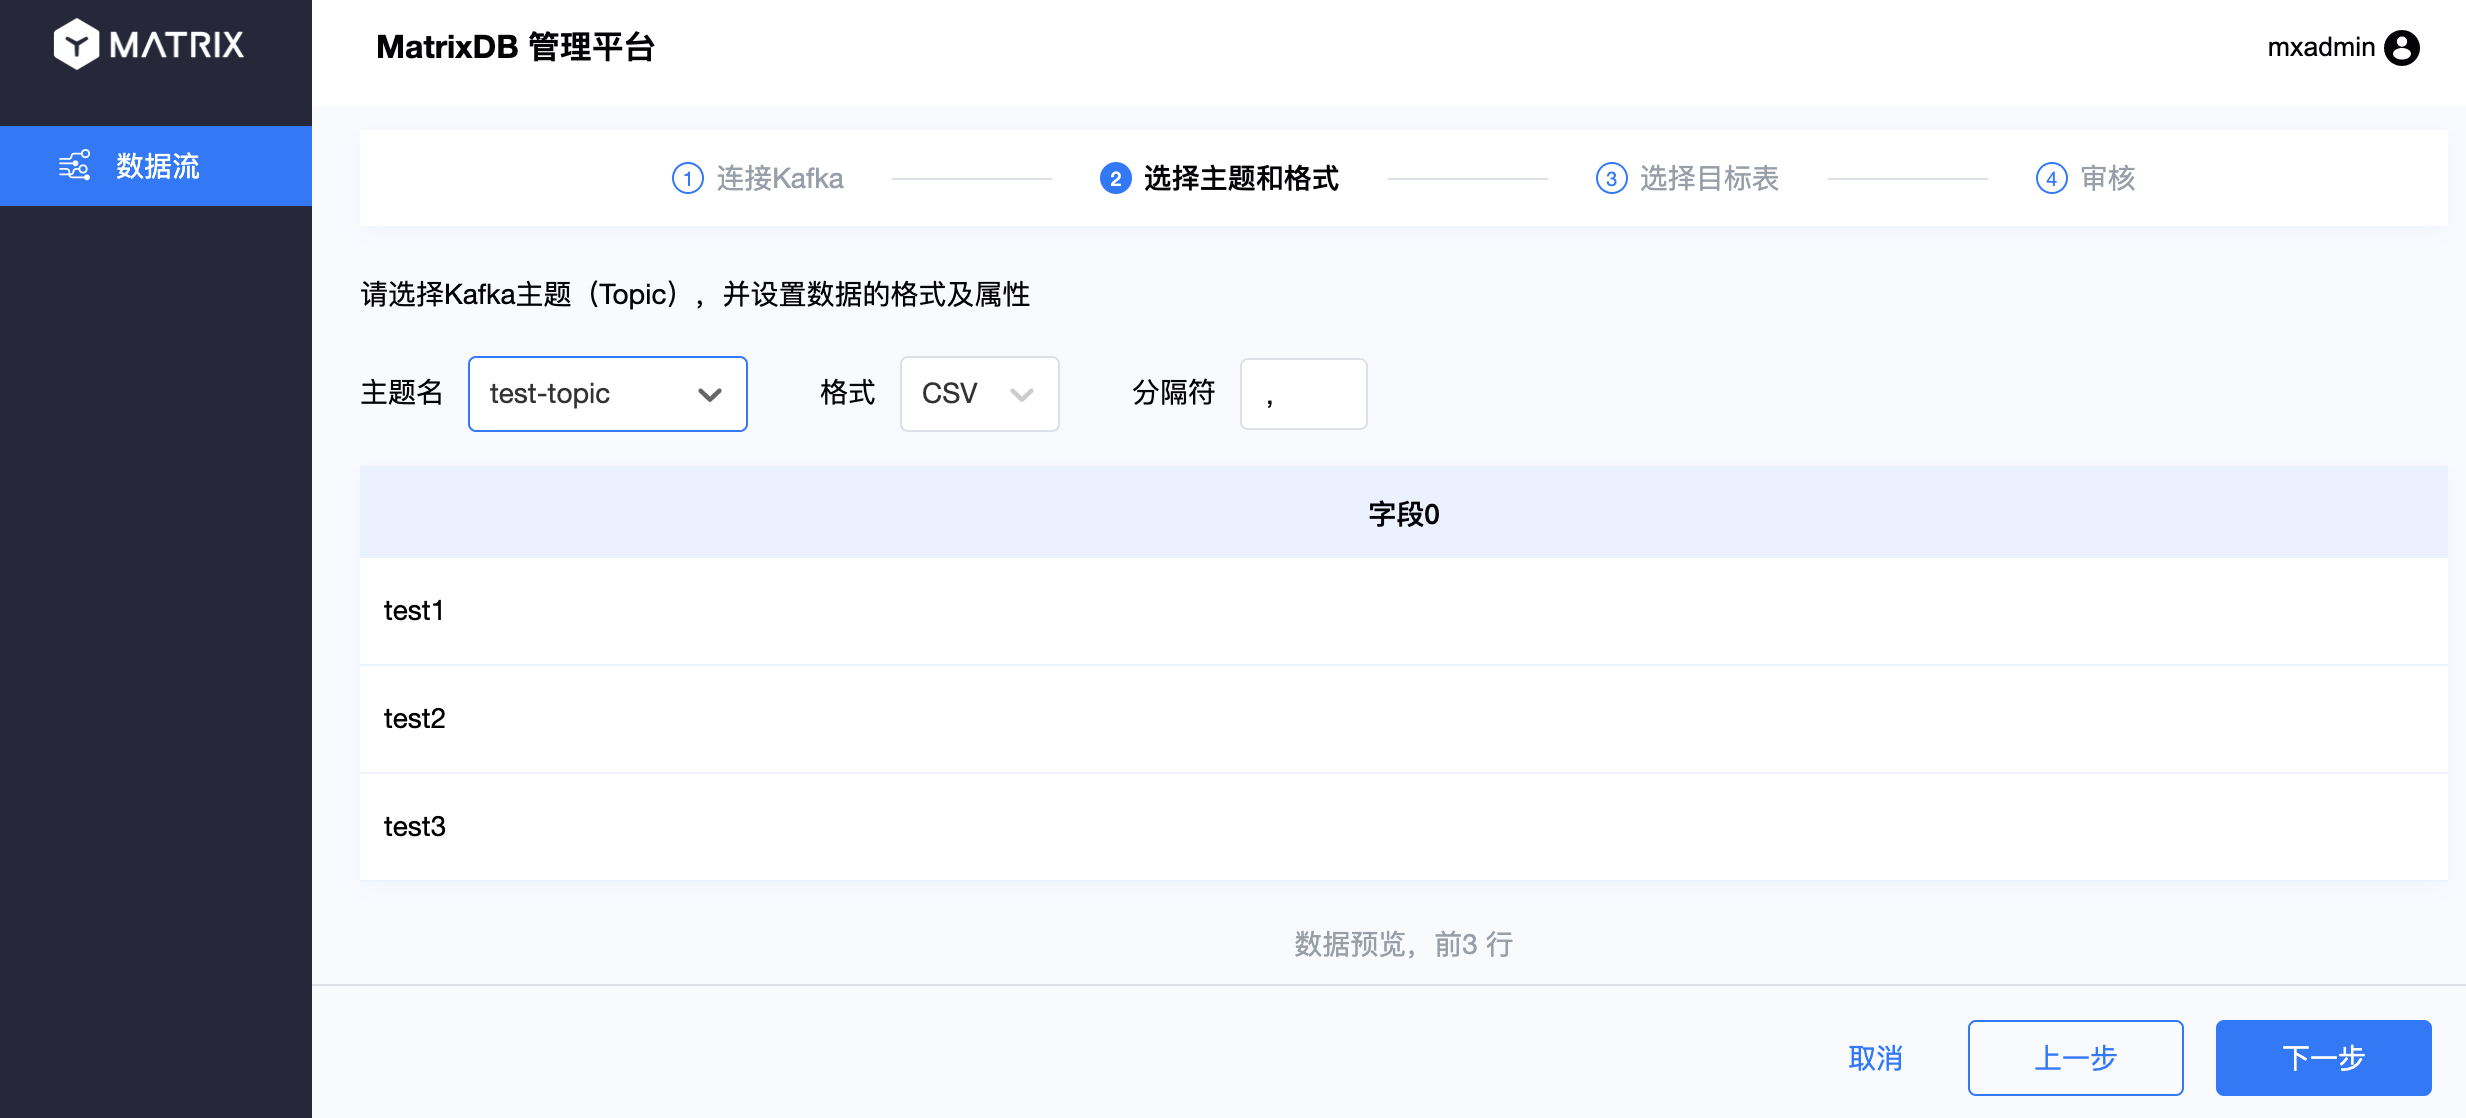 MATRIX
MatrixDB 管理平台
mxadmin
数据流
1 连接Kafka
2 选择主题和格式
3 选择目标表
4 审核
请选择Kafka主题（Topic），并设置数据的格式及属性
主题名 test-topic 格式 CSV 分隔符 ,
字段0
test1
test2
test3
数据预览，前3 行
取消 上一步 下一步